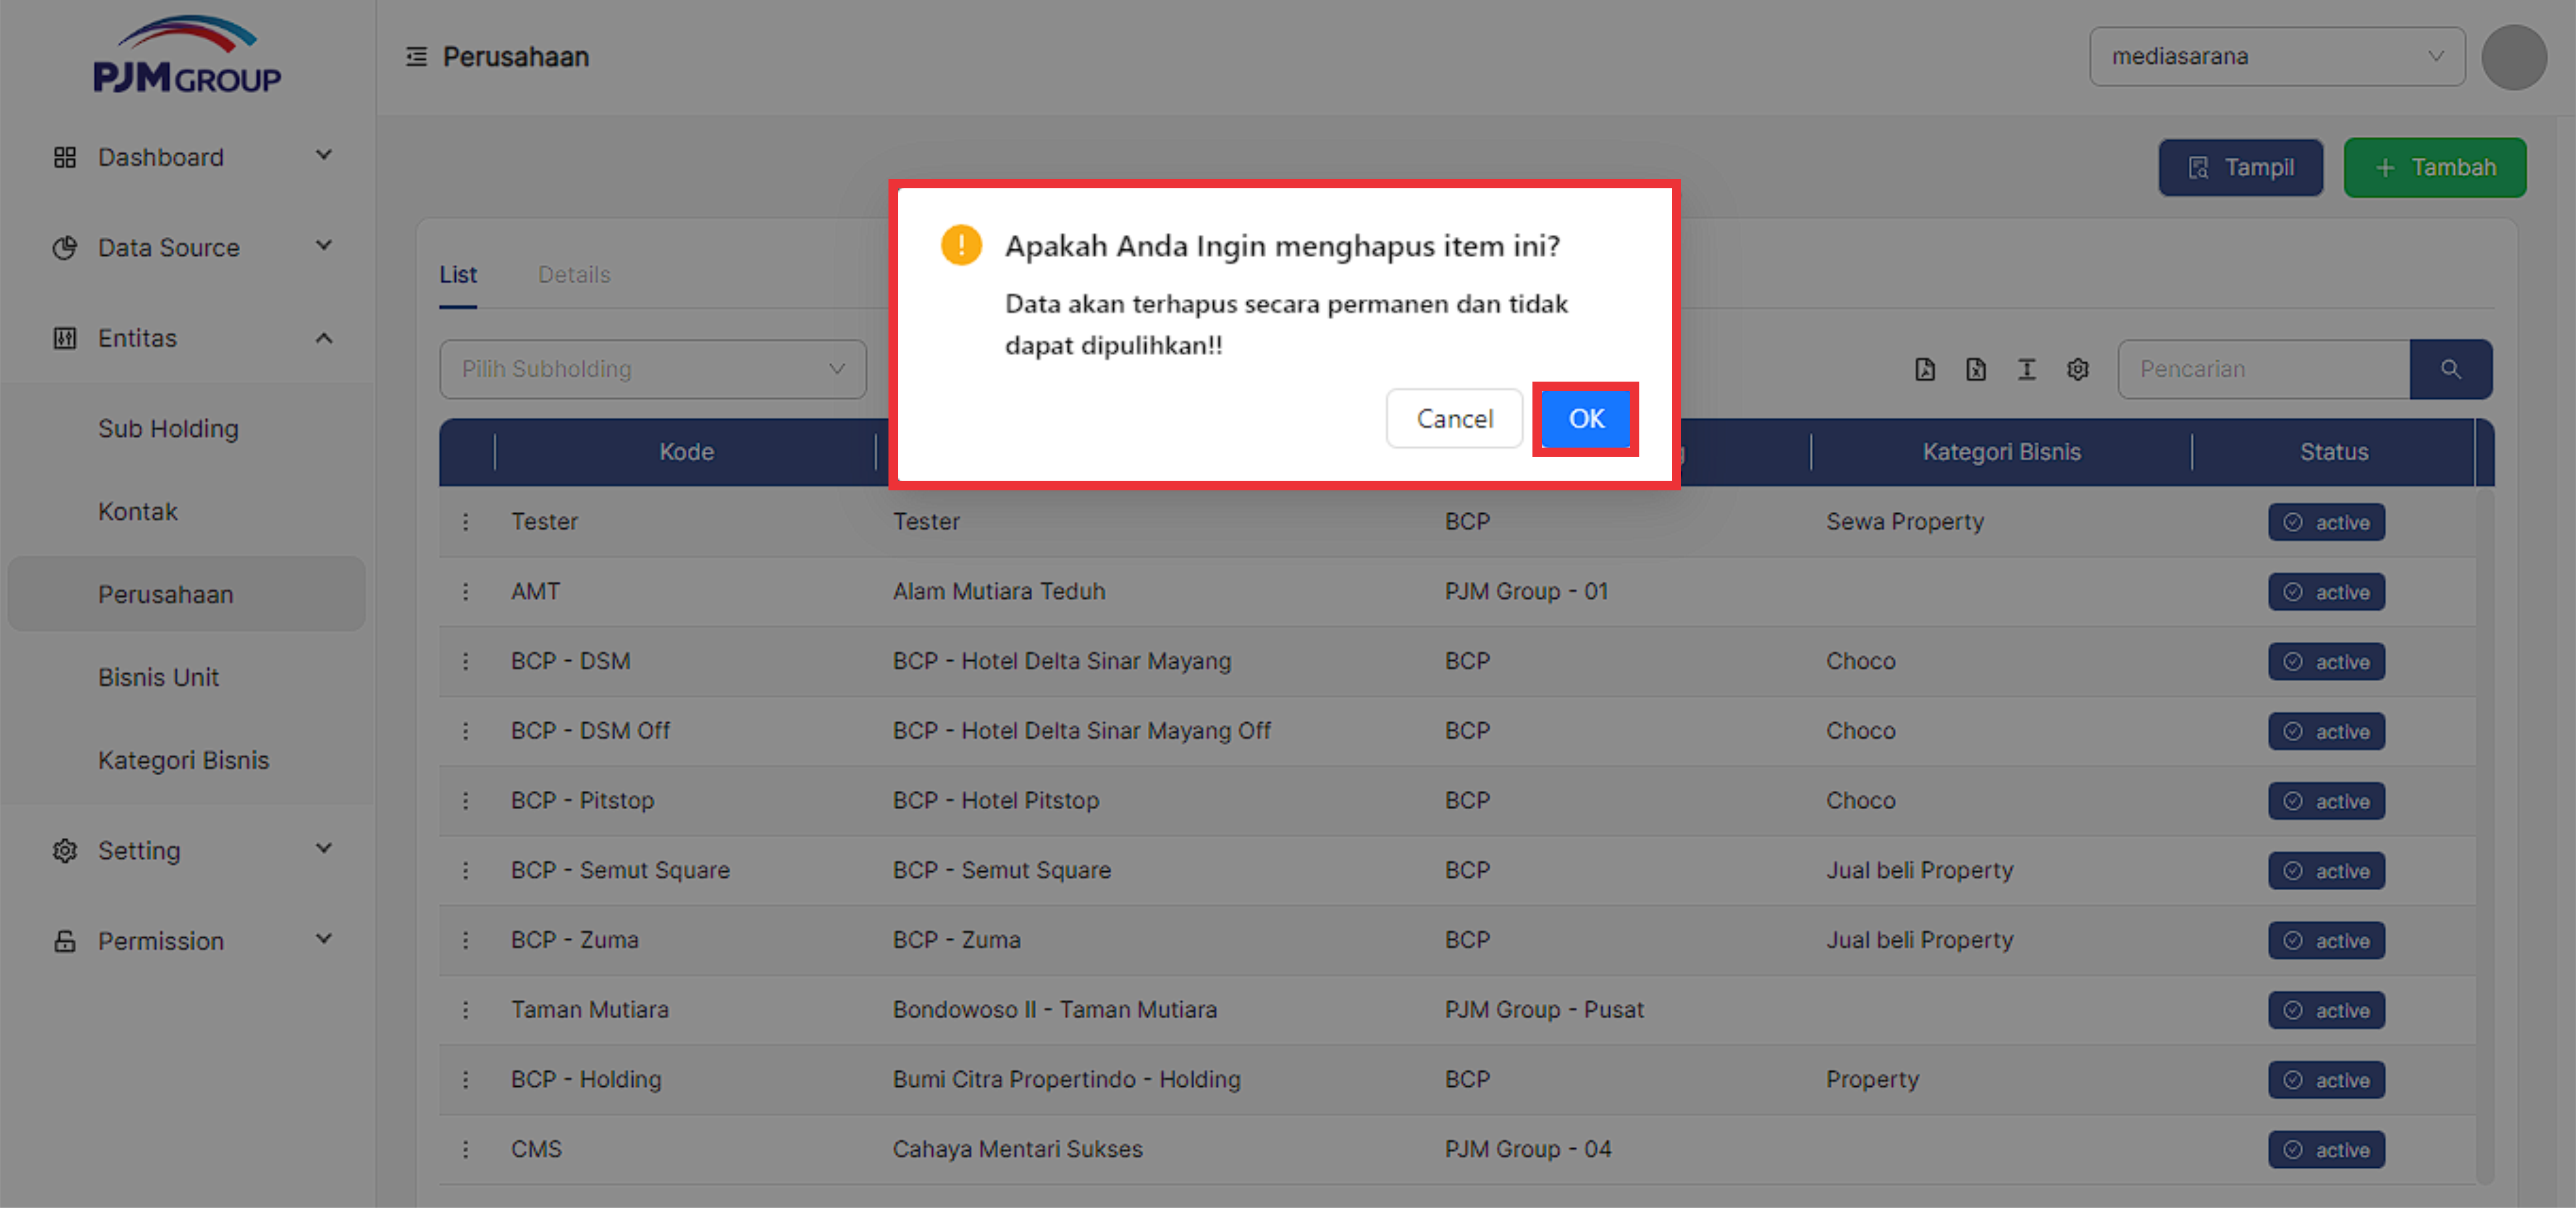 PJM GROUP
Perusahaan
mediasarana
Dashboard
Data Source
Entitas
Sub Holding
Kontak
Perusahaan
Bisnis Unit
Kategori Bisnis
Setting
Permission
Tampil
+ Tambah
Apakah Anda Ingin menghapus item ini?
Data akan terhapus secara permanen dan tidak
dapat dipulihkan!!
Cancel OK
List Details
Pilih Subholding
Pencarian
Kode Kategori Bisnis Status
Tester Tester BCP Sewa Property active
AMT Alam Mutiara Teduh PJM Group - 01 active
BCP - DSM BCP - Hotel Delta Sinar Mayang BCP Choco active
BCP - DSM Off BCP - Hotel Delta Sinar Mayang Off BCP Choco active
BCP - Pitstop BCP - Hotel Pitstop BCP Choco active
BCP - Semut Square BCP - Semut Square BCP Jual beli Property active
BCP - Zuma BCP - Zuma BCP Jual beli Property active
Taman Mutiara Bondowoso II - Taman Mutiara PJM Group - Pusat active
BCP - Holding Bumi Citra Propertindo - Holding BCP Property active
CMS Cahaya Mentari Sukses PJM Group - 04 active